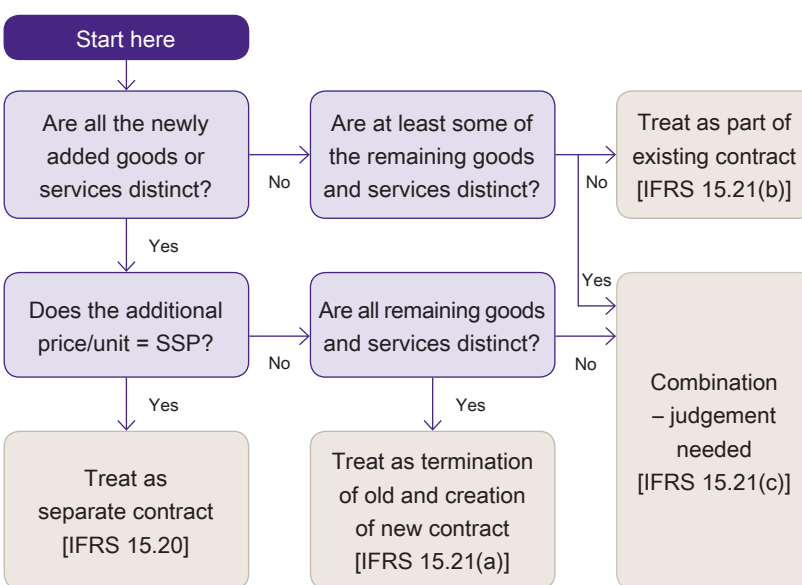 Start here
Are all the newly
added goods or
services distinct?
No
Are at least some of
the remaining goods
and services distinct?
No
Treat as part of
existing contract
[IFRS 15.21(b)]
Yes
Yes
Does the additional
price/unit = SSP?
No
Are all remaining goods
and services distinct?
No
Yes
Yes
Treat as
separate contract
[IFRS 15.20]
Treat as termination
of old and creation
of new contract
[IFRS 15.21(a)]
Combination
– judgement
needed
[IFRS 15.21(c)]